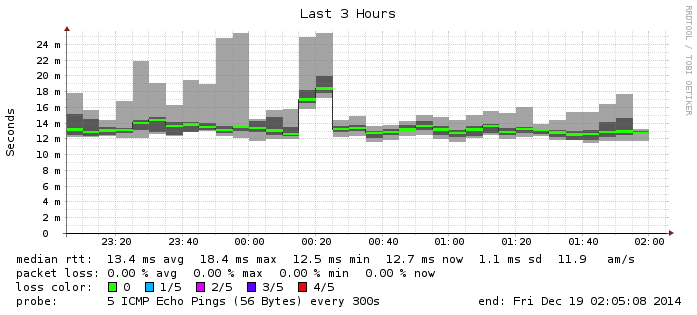 Last 3 Hours
RRDTOOL / TOBI OETIKER
Seconds
24 m
22 m
20 m
18 m
16 m
14 m
12 m
10 m
8 m
6 m
4 m
2 m
0
23:20 23:40 00:00 00:20 00:40 01:00 01:20 01:40 02:00
median rtt: 13.4 ms avg 18.4 ms max 12.5 ms min 12.7 ms now 1.1 ms sd 11.9 am/s
packet loss: 0.00 % avg 0.00 % max 0.00 % min 0.00 % now
loss color: 0 1/5 2/5 3/5 4/5
probe: 5 ICMP Echo Pings (56 Bytes) every 300s end: Fri Dec 19 02:05:08 2014